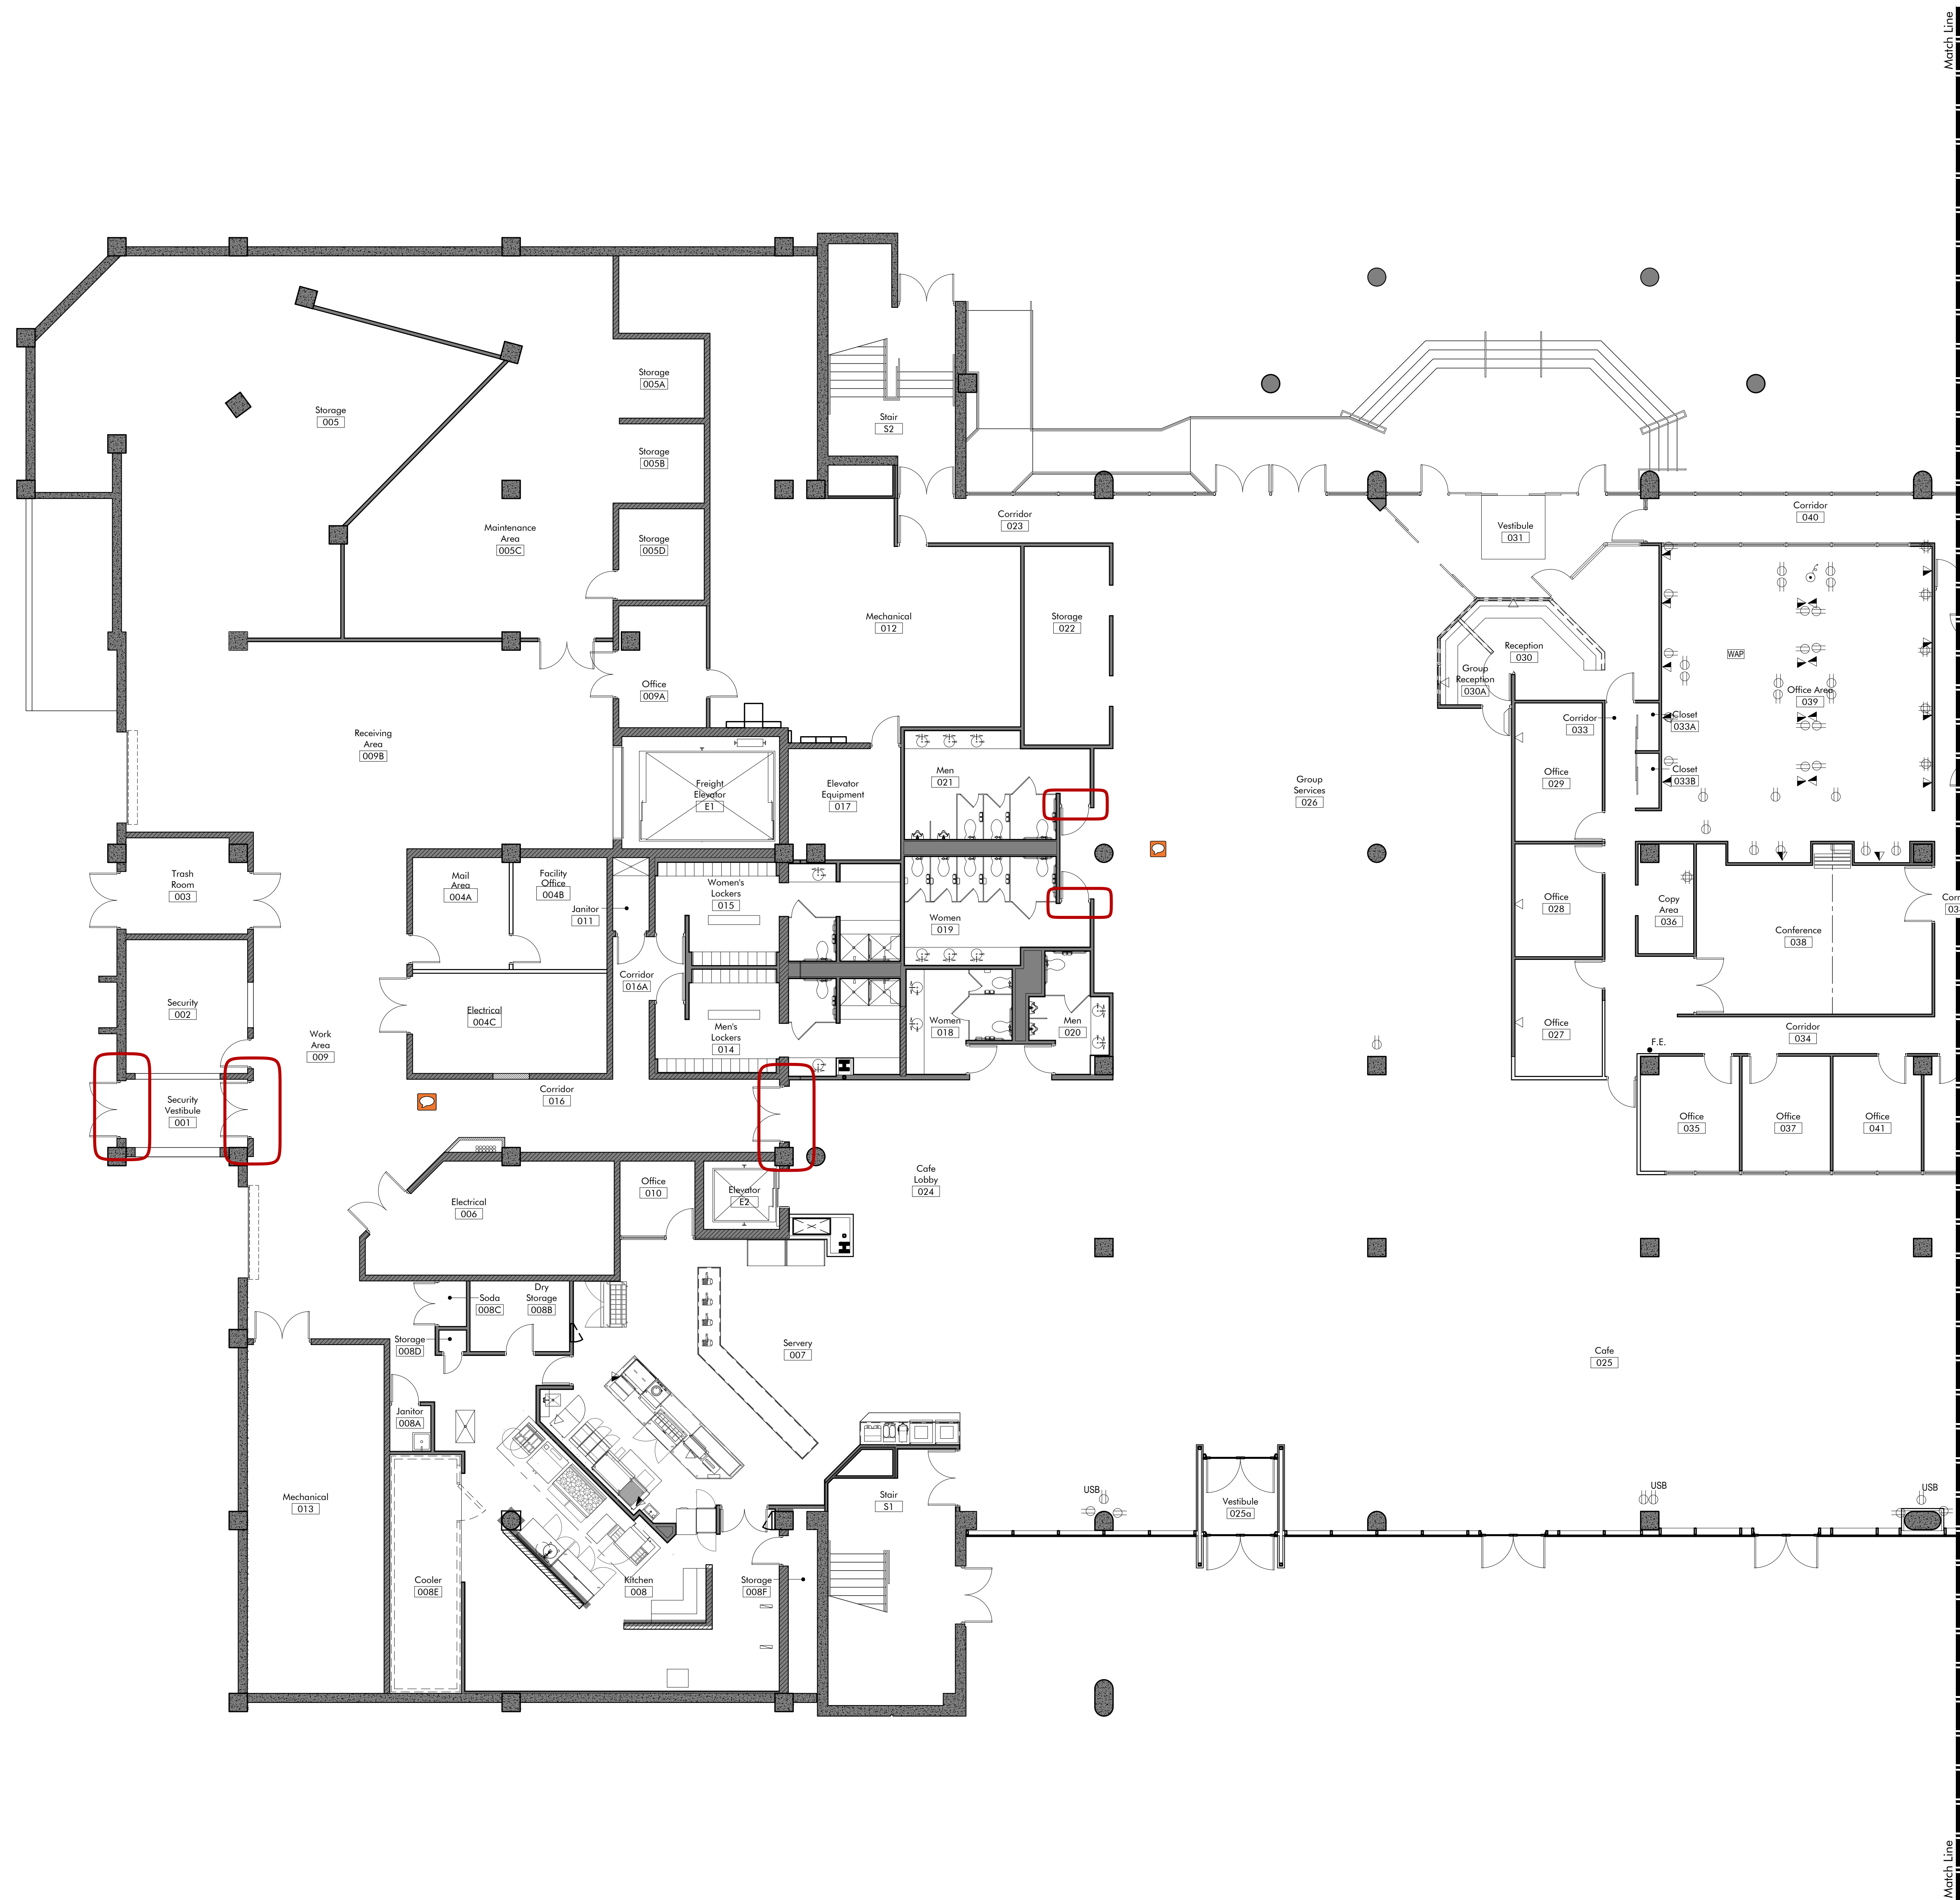 Match Line
Storage
005A
Storage
005
Stair
S2
Storage
005B
Maintenance
Area
005C
Storage
005D
Corridor
023
Vestibule
031
Corridor
040
Mechanical
012
Storage
022
Reception
030
Group
Reception
030A
WAP
Office Area
039
Office
009A
Receiving
Area
009B
Corridor
033
Closet
033A
Closet
033B
Freight
Elevator
E1
Elevator
Equipment
017
Men
021
Group
Services
026
Office
029
Trash
Room
003
Mail
Area
004A
Facility
Office
004B
Janitor
011
Women's
Lockers
015
Women
019
Office
028
Copy
Area
036
Conference
038
Corridor
016A
Security
002
Electrical
004C
Men's
Lockers
014
Women
018
Men
020
Office
027
Corridor
034
F.E.
Work
Area
009
Corridor
016
Security
Vestibule
001
Office
035
Office
037
Office
041
Cafe
Lobby
024
Electrical
006
Office
010
Elevator
E2
Soda
008C
Dry
Storage
008B
Storage
008D
Servery
007
Cafe
025
Janitor
008A
Mechanical
013
Stair
S1
Vestibule
025a
USB
USB
USB
Cooler
008E
Kitchen
008
Storage
008F
Match Line